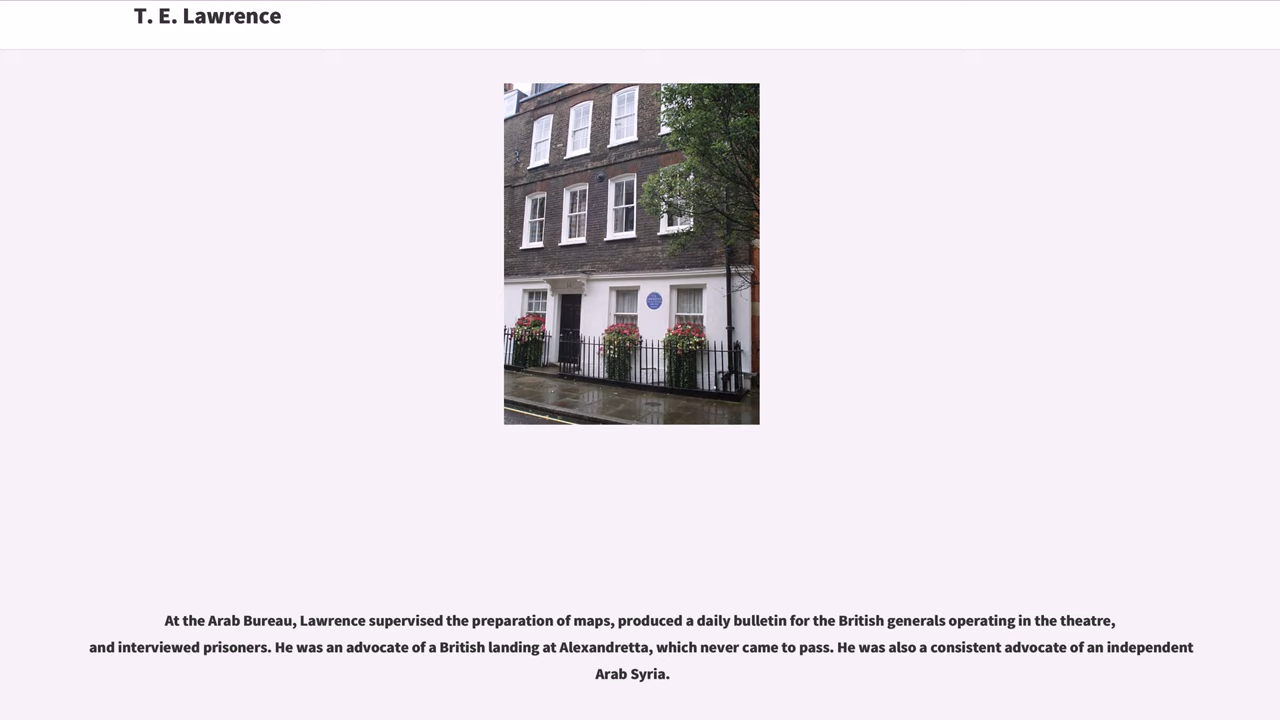 T. E. Lawrence
At the Arab Bureau, Lawrence supervised the preparation of maps, produced a daily bulletin for the British generals operating in the theatre,
and interviewed prisoners. He was an advocate of a British landing at Alexandretta, which never came to pass. He was also a consistent advocate of an independent
Arab Syria.